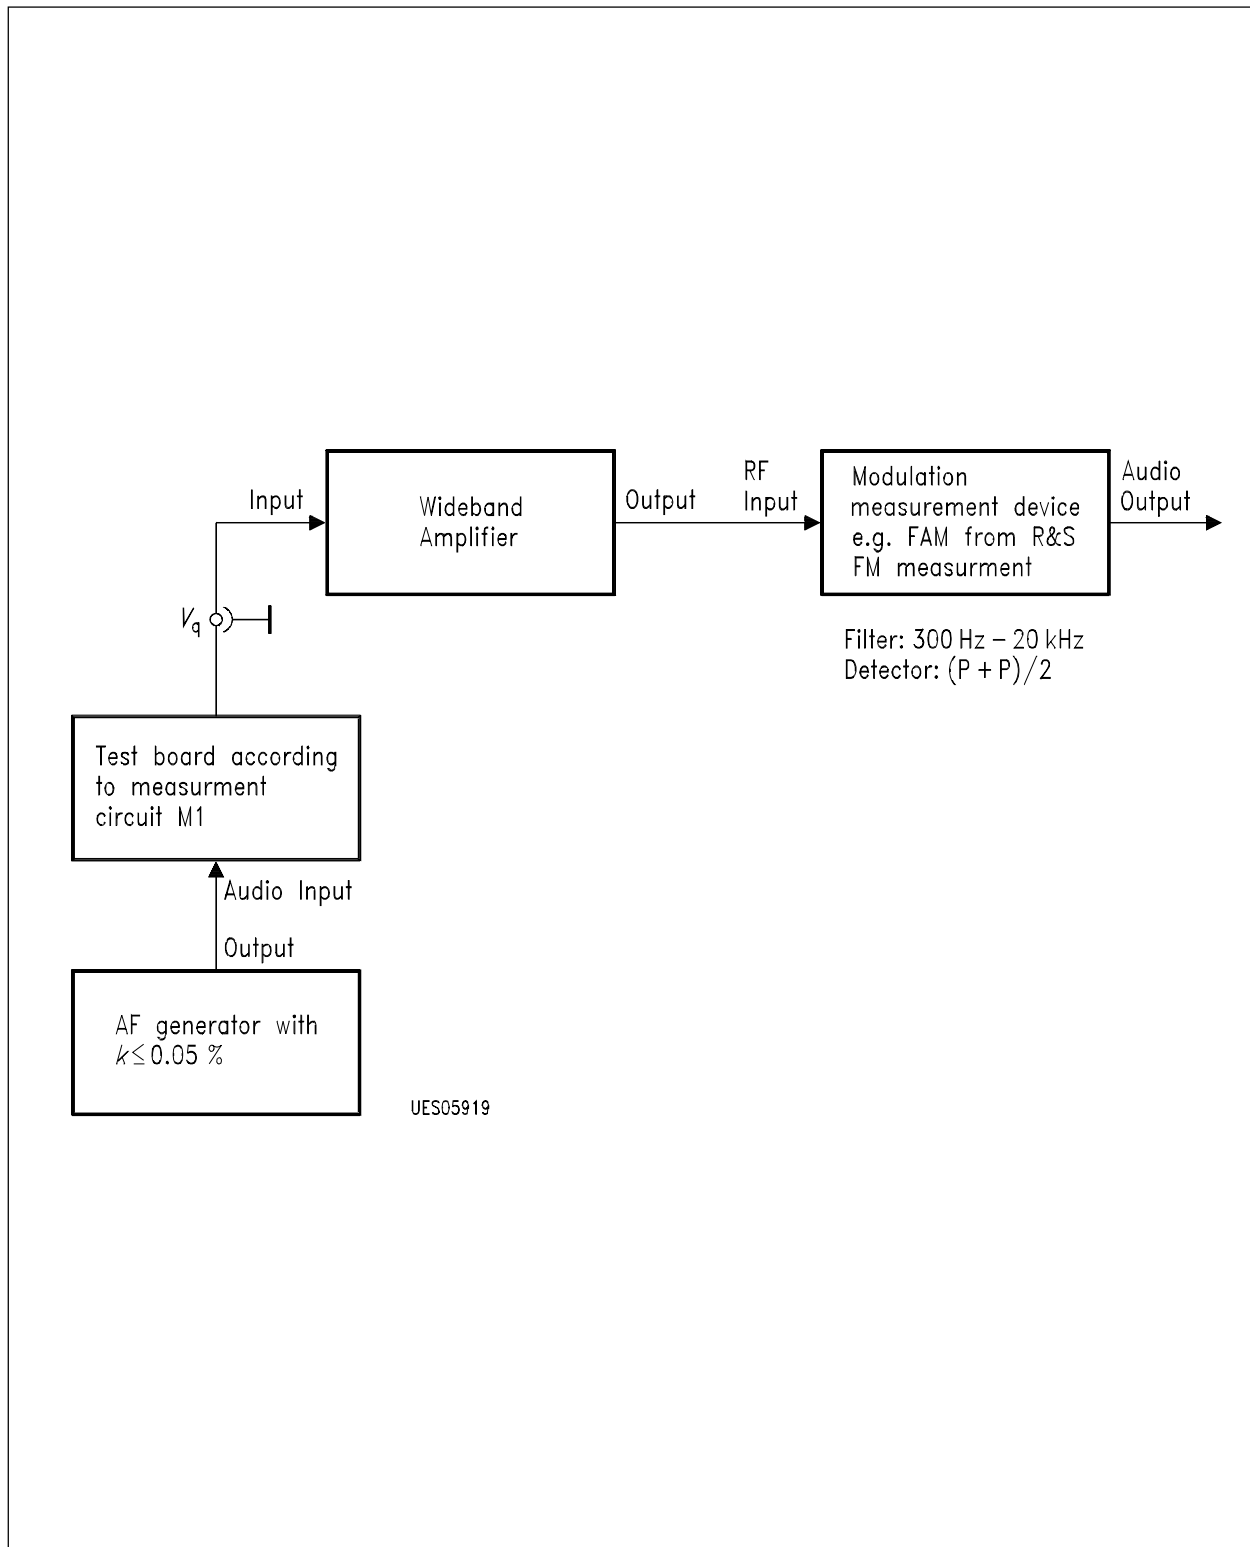 Input
Wideband
Amplifier
Output
RF
Input
Modulation
measurement device
e.g. FAM from R&S
FM measurment
Audio
Output
Filter: 300 Hz – 20 kHz
Detector: (P + P)/2
Vq
Test board according
to measurment
circuit M1
Audio Input
Output
AF generator with
k ≤ 0.05 %
UES05919